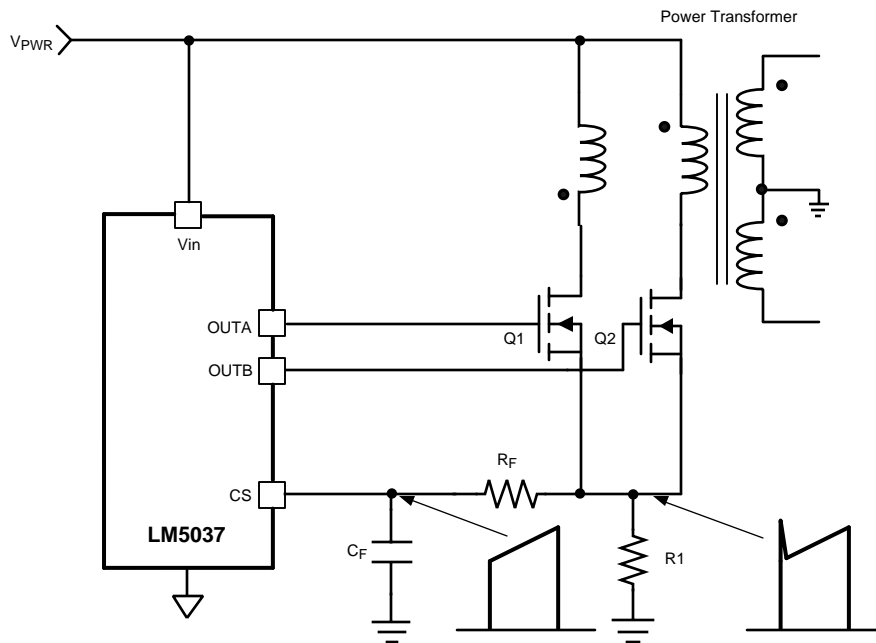 Power Transformer
VPWR
Vin
OUTA
Q1
Q2
OUTB
RF
CS
LM5037
CF
R1